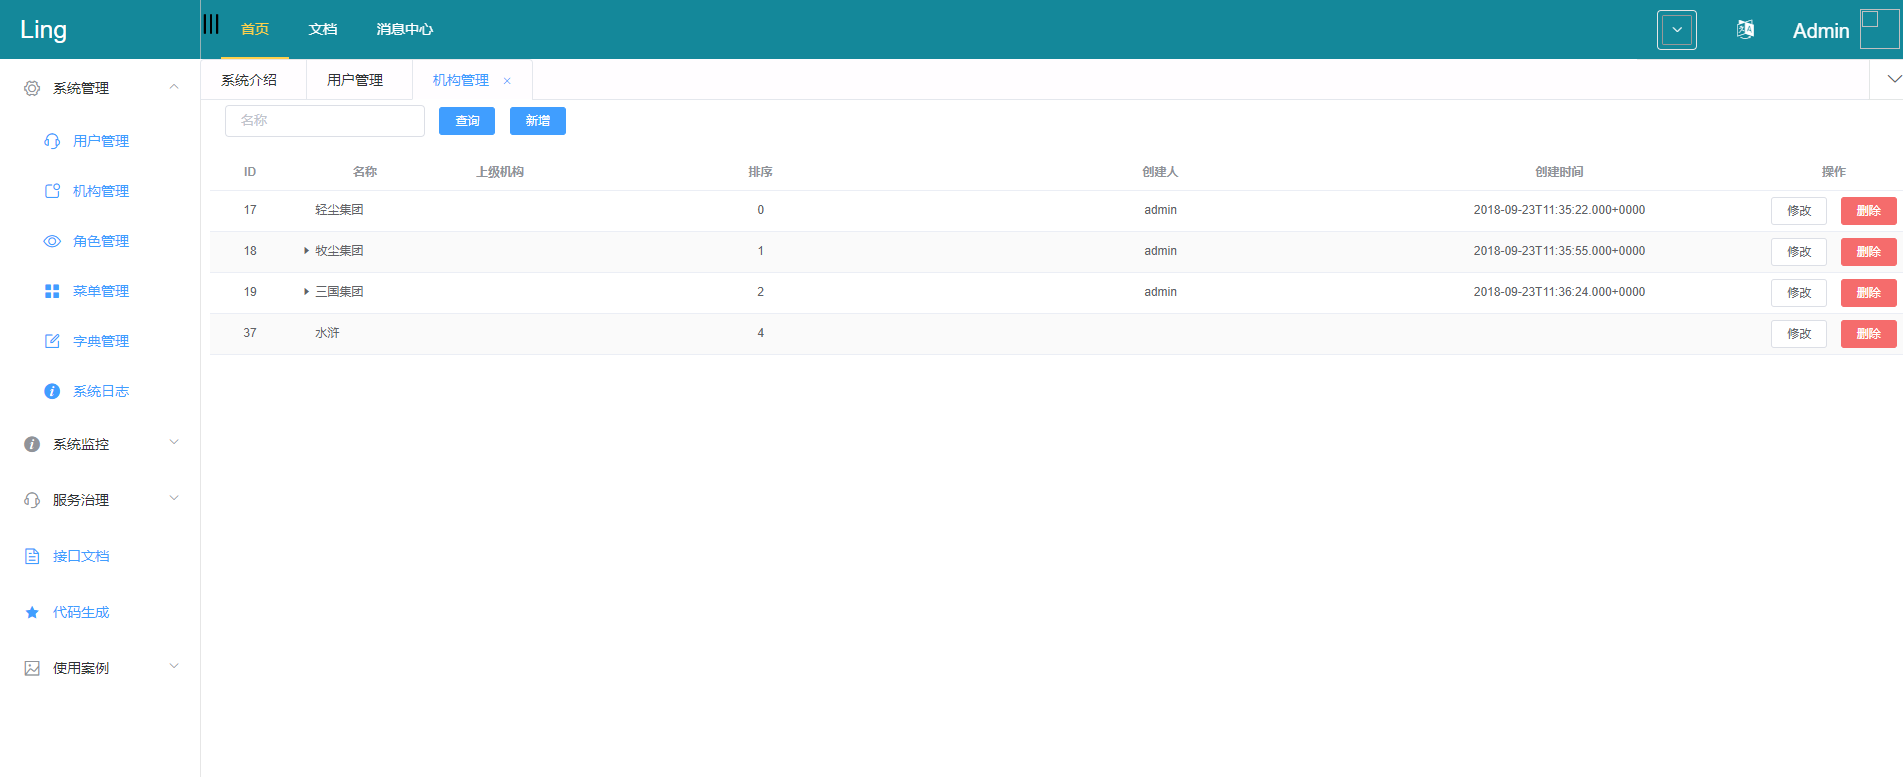 Ling
首页 文档 消息中心 Admin
系统管理
用户管理
机构管理
角色管理
菜单管理
字典管理
系统日志
系统监控
服务治理
接口文档
代码生成
使用案例
系统介绍 用户管理 机构管理 ×
名称 查询 新增
ID 名称 上级机构 排序 创建人 创建时间 操作
17 轻尘集团 0 admin 2018-09-23T11:35:22.000+0000 修改 删除
18 牧尘集团 1 admin 2018-09-23T11:35:55.000+0000 修改 删除
19 三国集团 2 admin 2018-09-23T11:36:24.000+0000 修改 删除
37 水浒 4 修改 删除